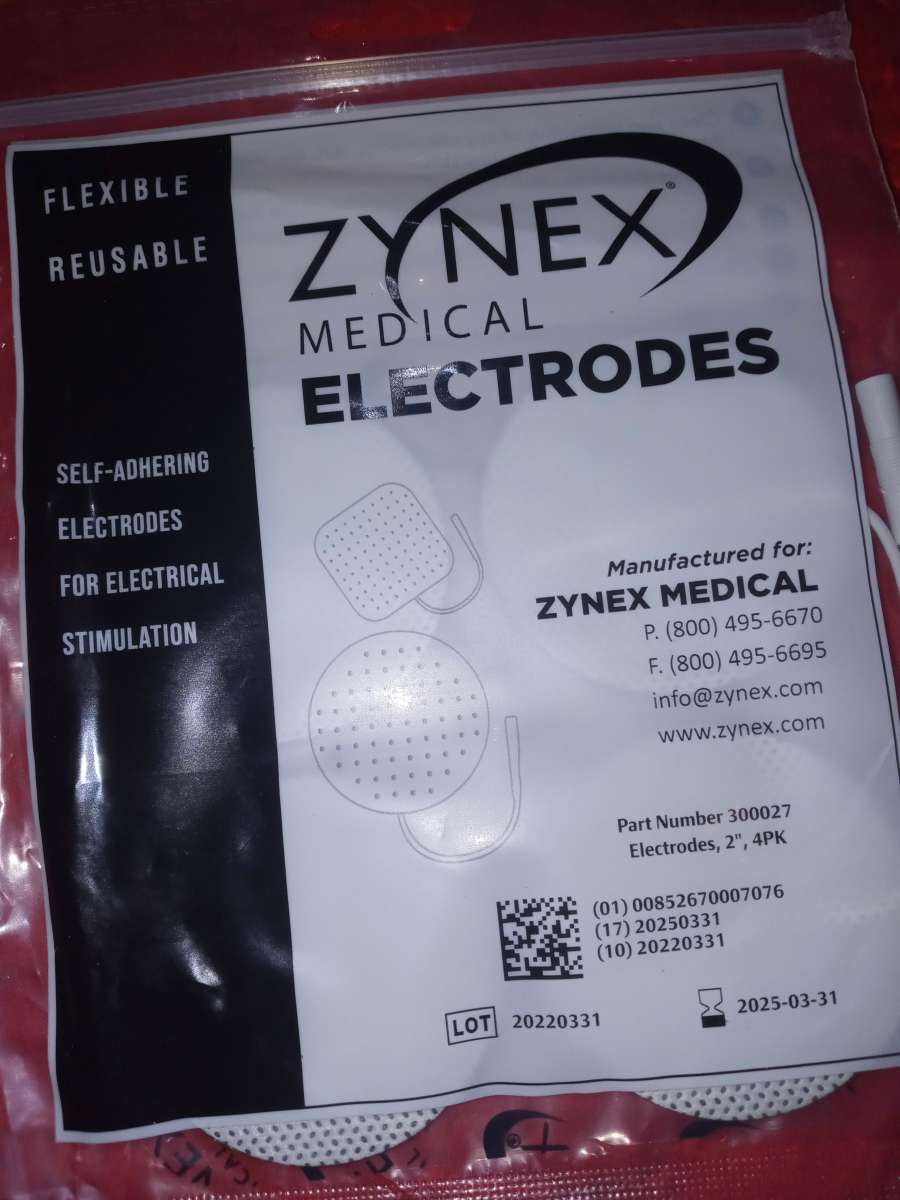 FLEXIBLE
REUSABLE
SELF-ADHERING
ELECTRODES
FOR ELECTRICAL
STIMULATION
ZYNEX®
MEDICAL
ELECTRODES
Manufactured for:
ZYNEX MEDICAL
P. (800) 495-6670
F. (800) 495-6695
info@zynex.com
www.zynex.com
Part Number 300027
Electrodes, 2", 4PK
(01) 00852670007076
(17) 20250331
(10) 20220331
LOT 20220331
2025-03-31